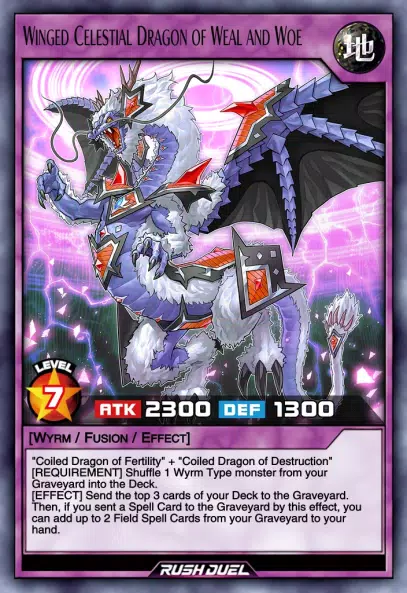 Winged Celestial Dragon of Weal and Woe
地
LEVEL
7
ATK 2300 DEF 1300
[Wyrm / Fusion / Effect]
"Coiled Dragon of Fertility" + "Coiled Dragon of Destruction"
[REQUIREMENT] Shuffle 1 Wyrm Type monster from your
Graveyard into the Deck.
[EFFECT] Send the top 3 cards of your Deck to the Graveyard.
Then, if you sent a Spell Card to the Graveyard by this effect, you
can add up to 2 Field Spell Cards from your Graveyard to your
hand.
RUSH DUEL